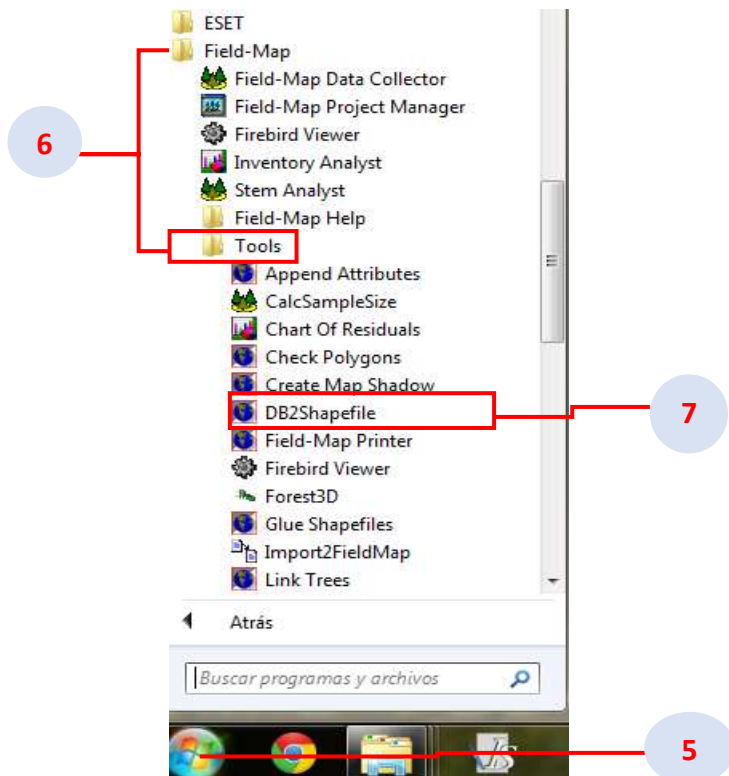 ESET
Field-Map
Field-Map Data Collector
Field-Map Project Manager
6
Firebird Viewer
Inventory Analyst
Stem Analyst
Field-Map Help
Tools
Append Attributes
CalcSampleSize
Chart Of Residuals
Check Polygons
Create Map Shadow
DB2Shapefile
7
Field-Map Printer
Firebird Viewer
Forest3D
Glue Shapefiles
Import2FieldMap
Link Trees
Atrás
Buscar programas y archivos
5